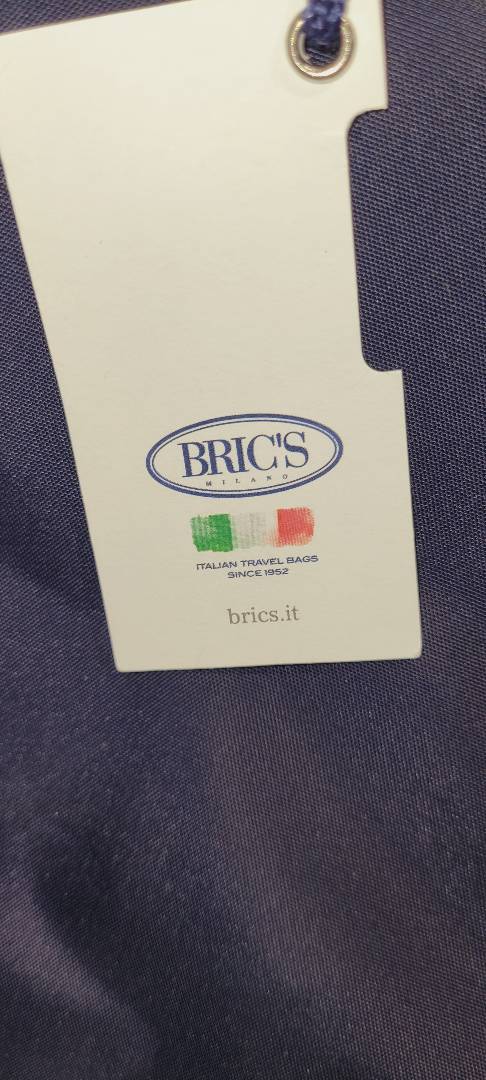 BRIC'S
MILANO
ITALIAN TRAVEL BAGS
SINCE 1952
brics.it